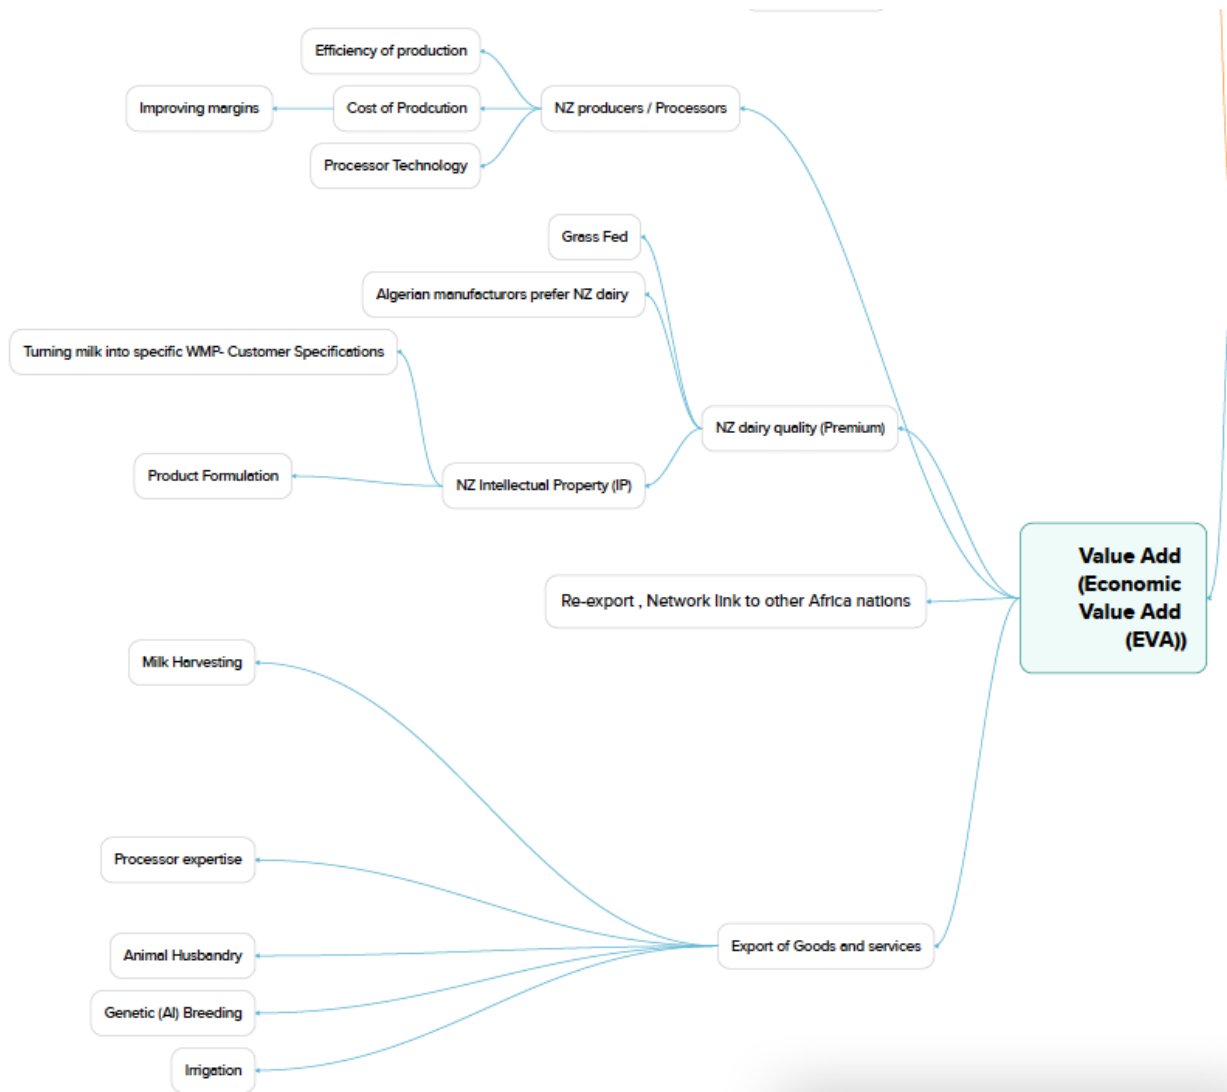 Efficiency of production
Improving margins
Cost of Prodcution
NZ producers / Processors
Processor Technology
Grass Fed
Algerian manufacturors prefer NZ dairy
Turning milk into specific WMP- Customer Specifications
NZ dairy quality (Premium)
Product Formulation
NZ Intellectual Property (IP)
Value Add
(Economic
Value Add
(EVA))
Re-export , Network link to other Africa nations
Milk Harvesting
Processor expertise
Export of Goods and services
Animal Husbandry
Genetic (AI) Breeding
Irrigation